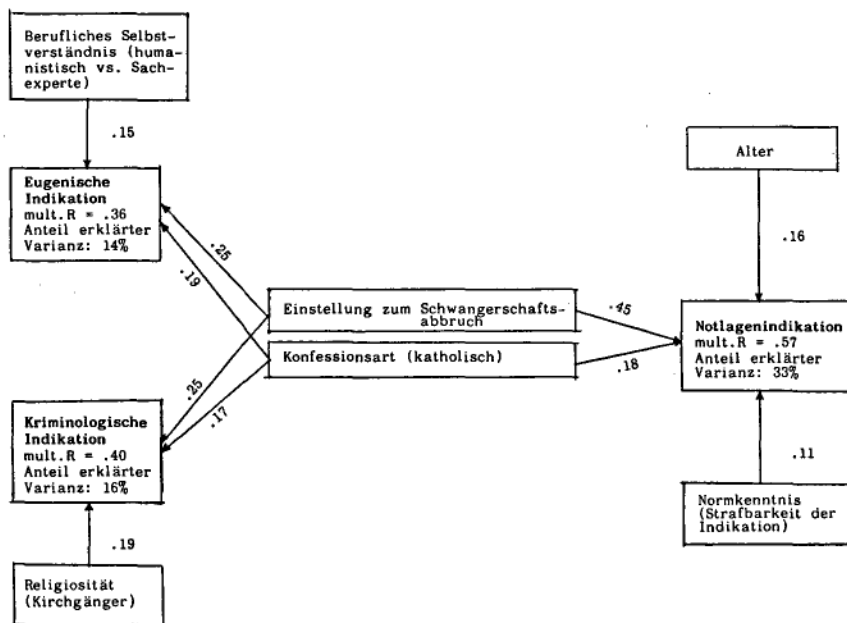 Berufliches Selbst-
verständnis (huma-
nistisch vs. Sach-
experte)
.15
Eugenische
Indikation
mult.R = .36
Anteil erklärter
Varianz: 14%
Alter
.16
.25
.19
Einstellung zum Schwangerschafts-
abbruch
Konfessionsart (katholisch)
.45
.18
Notlagenindikation
mult.R = .57
Anteil erklärter
Varianz: 33%
.25
.17
Kriminologische
Indikation
mult.R = .40
Anteil erklärter
Varianz: 16%
.11
Normkenntnis
(Strafbarkeit der
Indikation)
.19
Religiosität
(Kirchgänger)